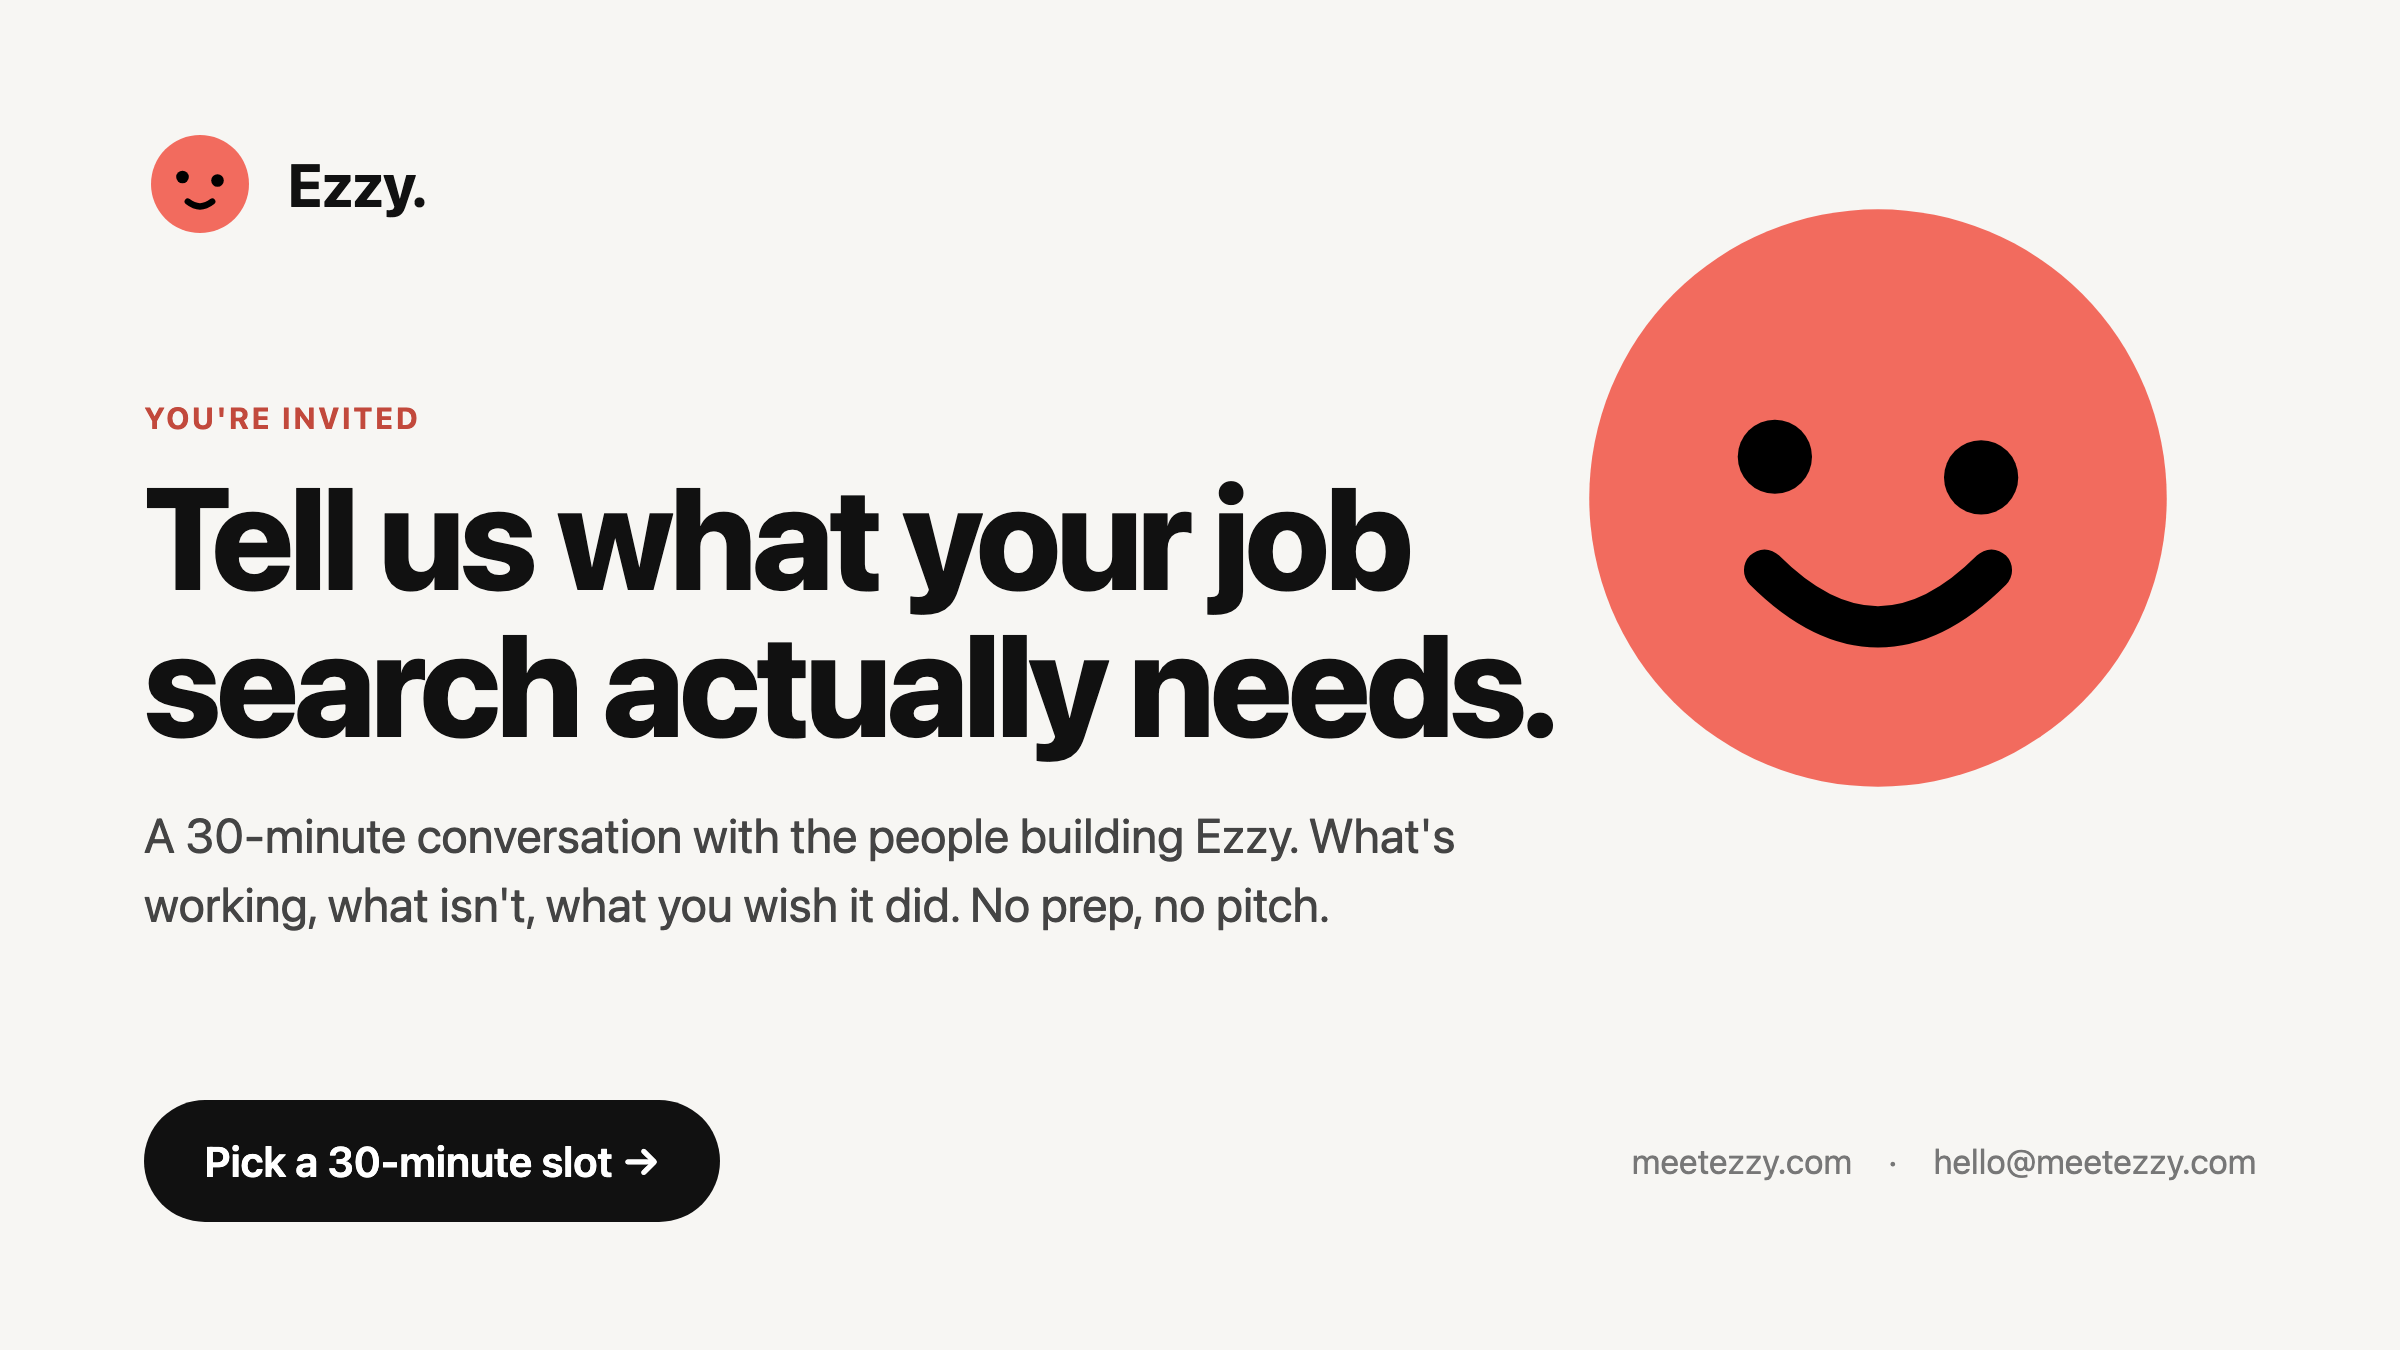 Ezzy.
YOU'RE INVITED
Tell us what your job
search actually needs.
A 30-minute conversation with the people building Ezzy. What's
working, what isn't, what you wish it did. No prep, no pitch.
Pick a 30-minute slot →
meetezzy.com · hello@meetezzy.com